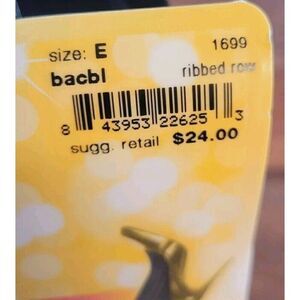 size: E 1699
bacbl ribbed row
8 43953 22625 3
sugg. retail $24.00